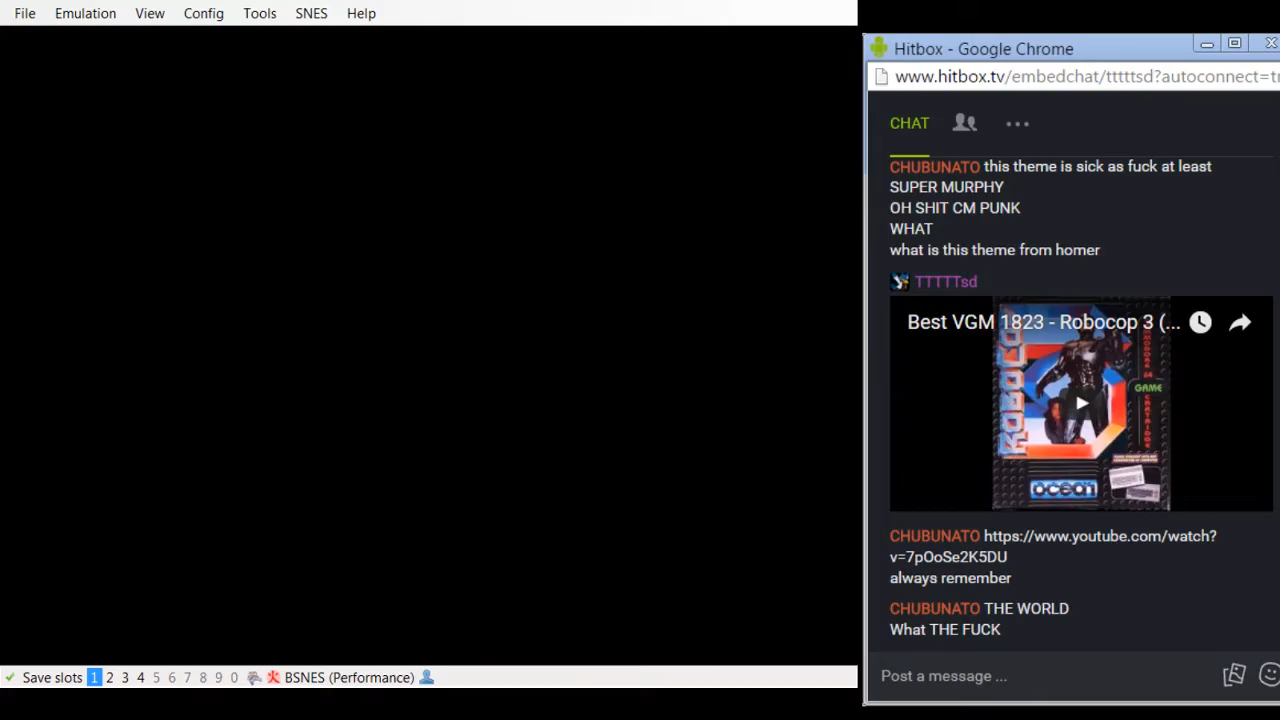 File Emulation View Config Tools SNES Help
Hitbox - Google Chrome
www.hitbox.tv/embedchat/tttttsd?autoconnect=t
CHAT
CHUBUNATO this theme is sick as fuck at least
SUPER MURPHY
OH SHIT CM PUNK
WHAT
what is this theme from homer
TTTTTsd
Best VGM 1823 - Robocop 3 (...
GAME
CARTRIDGE
ocean
CHUBUNATO https://www.youtube.com/watch?
v=7pOoSe2K5DU
always remember
CHUBUNATO THE WORLD
What THE FUCK
Post a message ...
Save slots 1 2 3 4 5 6 7 8 9 0 BSNES (Performance)